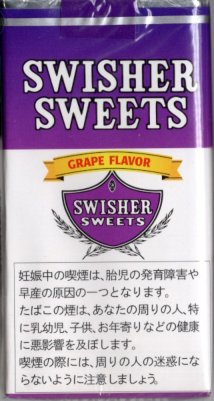 SWISHER
SWEETS
GRAPE FLAVOR
SWISHER
SWEETS
妊娠中の喫煙は、胎児の発育障害や
早産の原因の一つとなります。
たばこの煙は、あなたの周りの人、特
に乳幼児、子供、お年寄りなどの健康
に悪影響を及ぼします。
喫煙の際には、周りの人の迷惑にな
らないように注意しましょう。